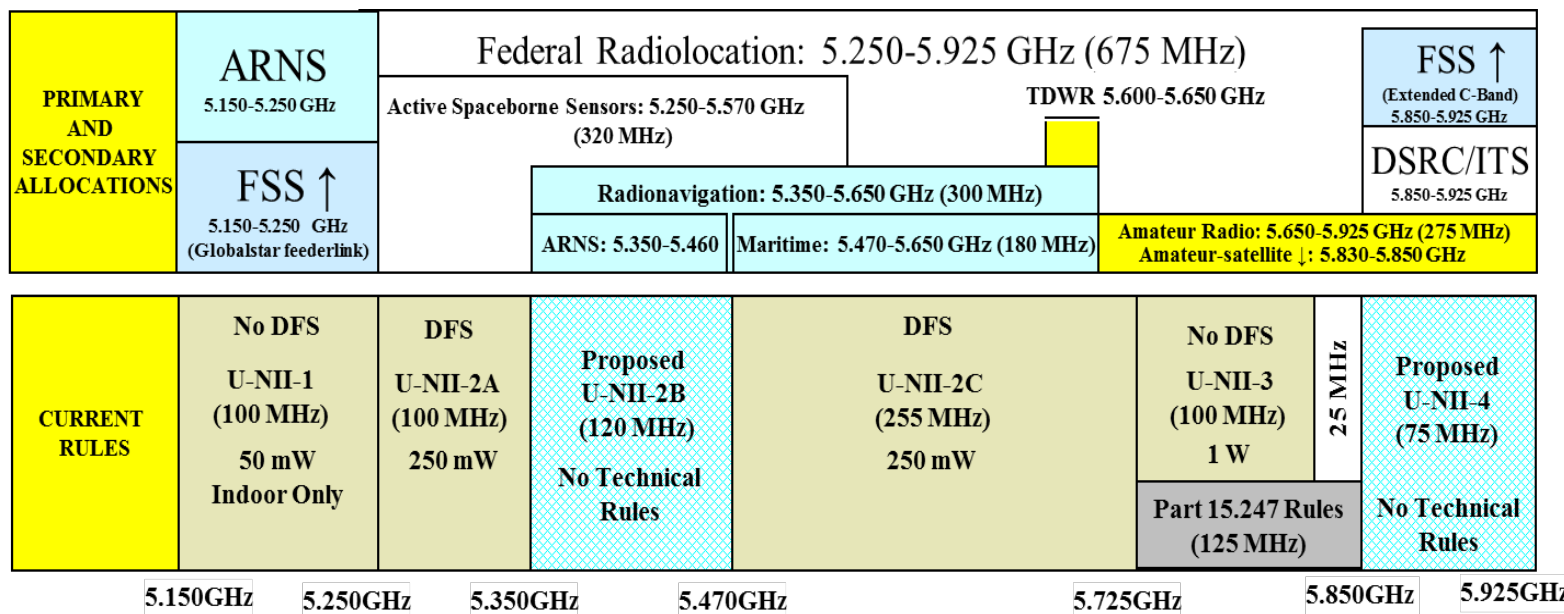 PRIMARY
AND
SECONDARY
ALLOCATIONS
ARNS
5.150-5.250 GHz
FSS ↑
5.150-5.250 GHz
(Globalstar feederlink)
Federal Radiolocation: 5.250-5.925 GHz (675 MHz)
Active Spaceborne Sensors: 5.250-5.570 GHz
(320 MHz)
TDWR 5.600-5.650 GHz
Radionavigation: 5.350-5.650 GHz (300 MHz)
ARNS: 5.350-5.460
Maritime: 5.470-5.650 GHz (180 MHz)
FSS ↑
(Extended C-Band)
5.850-5.925 GHz
DSRC/ITS
5.850-5.925 GHz
Amateur Radio: 5.650-5.925 GHz (275 MHz)
Amateur-satellite ↓: 5.830-5.850 GHz
CURRENT
RULES
No DFS
U-NII-1
(100 MHz)
50 mW
Indoor Only
DFS
U-NII-2A
(100 MHz)
250 mW
Proposed
U-NII-2B
(120 MHz)
No Technical
Rules
DFS
U-NII-2C
(255 MHz)
250 mW
No DFS
U-NII-3
(100 MHz)
1 W
Part 15.247 Rules
(125 MHz)
25 MHz
Proposed
U-NII-4
(75 MHz)
No Technical
Rules
5.150GHz
5.250GHz
5.350GHz
5.470GHz
5.725GHz
5.850GHz
5.925GHz